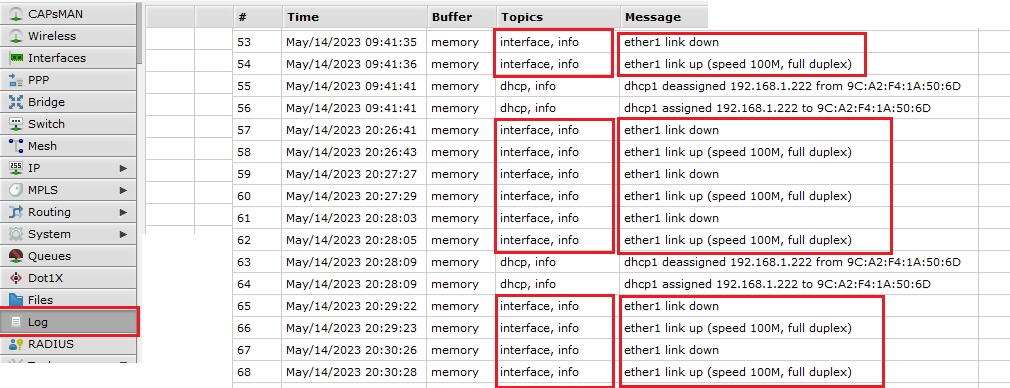 CAPsMAN
Wireless
Interfaces
PPP
Bridge
Switch
Mesh
255 IP
MPLS
Routing
System
Queues
Dot1X
Files
Log
RADIUS
# Time Buffer Topics Message
53 May/14/2023 09:41:35 memory interface, info ether1 link down
54 May/14/2023 09:41:36 memory interface, info ether1 link up (speed 100M, full duplex)
55 May/14/2023 09:41:41 memory dhcp, info dhcp1 deassigned 192.168.1.222 from 9C:A2:F4:1A:50:6D
56 May/14/2023 09:41:41 memory dhcp, info dhcp1 assigned 192.168.1.222 to 9C:A2:F4:1A:50:6D
57 May/14/2023 20:26:41 memory interface, info ether1 link down
58 May/14/2023 20:26:43 memory interface, info ether1 link up (speed 100M, full duplex)
59 May/14/2023 20:27:27 memory interface, info ether1 link down
60 May/14/2023 20:27:29 memory interface, info ether1 link up (speed 100M, full duplex)
61 May/14/2023 20:28:03 memory interface, info ether1 link down
62 May/14/2023 20:28:05 memory interface, info ether1 link up (speed 100M, full duplex)
63 May/14/2023 20:28:09 memory dhcp, info dhcp1 deassigned 192.168.1.222 from 9C:A2:F4:1A:50:6D
64 May/14/2023 20:28:09 memory dhcp, info dhcp1 assigned 192.168.1.222 to 9C:A2:F4:1A:50:6D
65 May/14/2023 20:29:22 memory interface, info ether1 link down
66 May/14/2023 20:29:23 memory interface, info ether1 link up (speed 100M, full duplex)
67 May/14/2023 20:30:26 memory interface, info ether1 link down
68 May/14/2023 20:30:28 memory interface, info ether1 link up (speed 100M, full duplex)